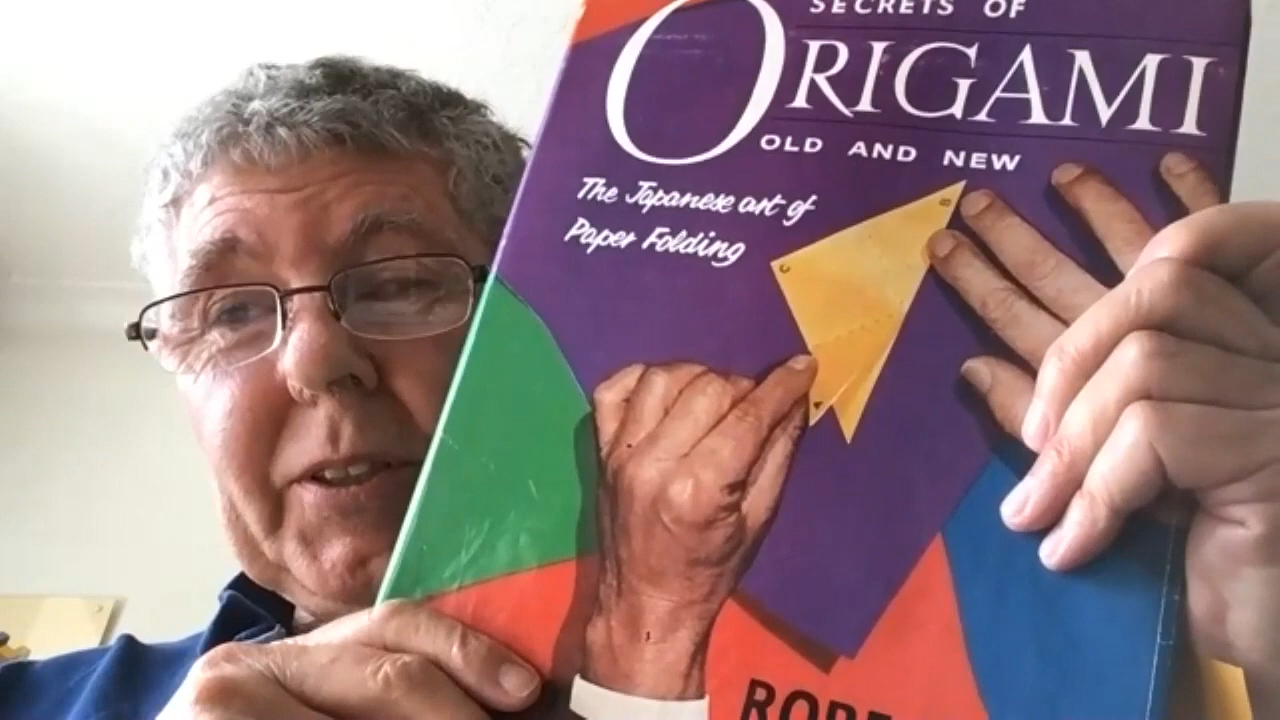 SECRETS OF
ORIGAMI
OLD AND NEW
The Japanese art of
Paper Folding
B
C
A